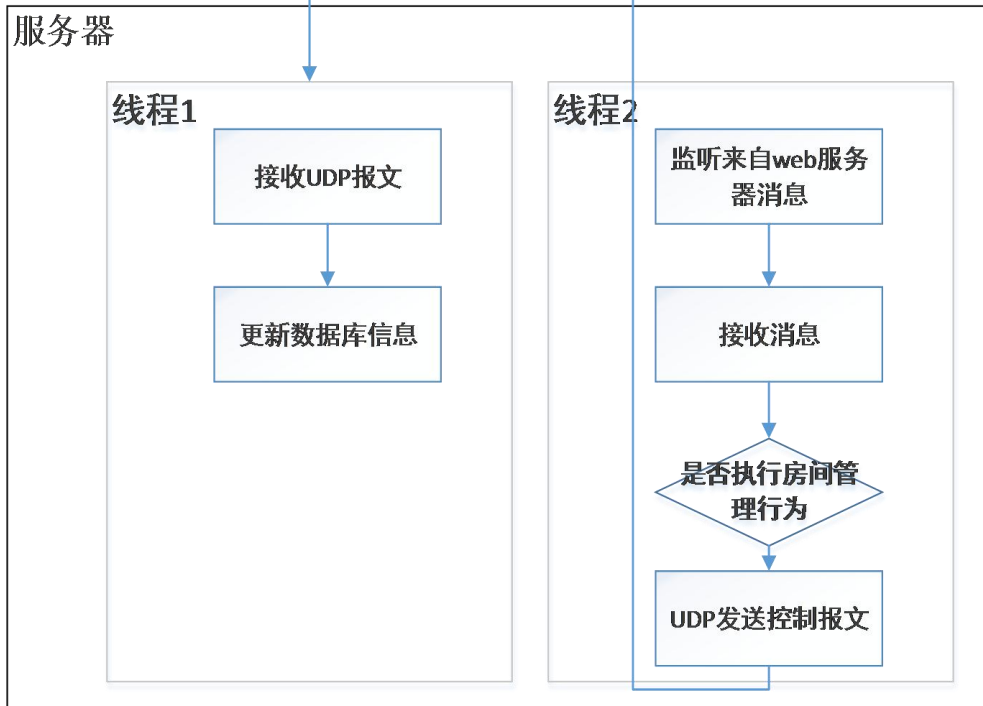 服务器
线程1
接收UDP报文
更新数据库信息
线程2
监听来自web服务
器消息
接收消息
是否执行房间管
理行为
UDP发送控制报文